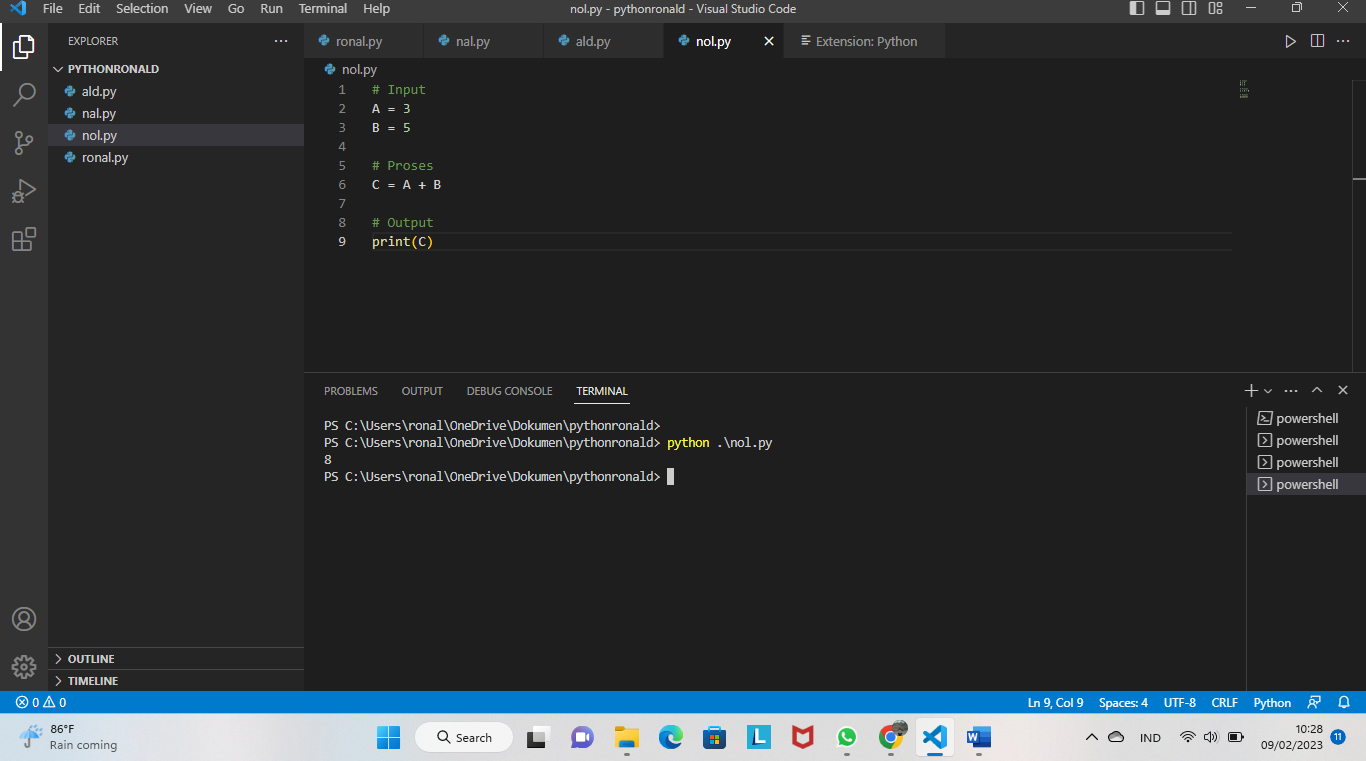 File Edit Selection View Go Run Terminal Help
nol.py - pythonronald - Visual Studio Code
EXPLORER
PYTHONRONALD
ald.py
nal.py
nol.py
ronal.py
OUTLINE
TIMELINE
ronal.py nal.py ald.py nol.py Extension: Python
nol.py
1 # Input
2 A = 3
3 B = 5
4
5 # Proses
6 C = A + B
7
8 # Output
9 print(C)
PROBLEMS OUTPUT DEBUG CONSOLE TERMINAL
PS C:\Users\ronal\OneDrive\Dokumen\pythonronald>
PS C:\Users\ronal\OneDrive\Dokumen\pythonronald> python .\nol.py
8
PS C:\Users\ronal\OneDrive\Dokumen\pythonronald>
powershell
powershell
powershell
powershell
0 0
Ln 9, Col 9 Spaces: 4 UTF-8 CRLF Python
86°F
Rain coming
Search
L
W
IND
10:28
09/02/2023
11